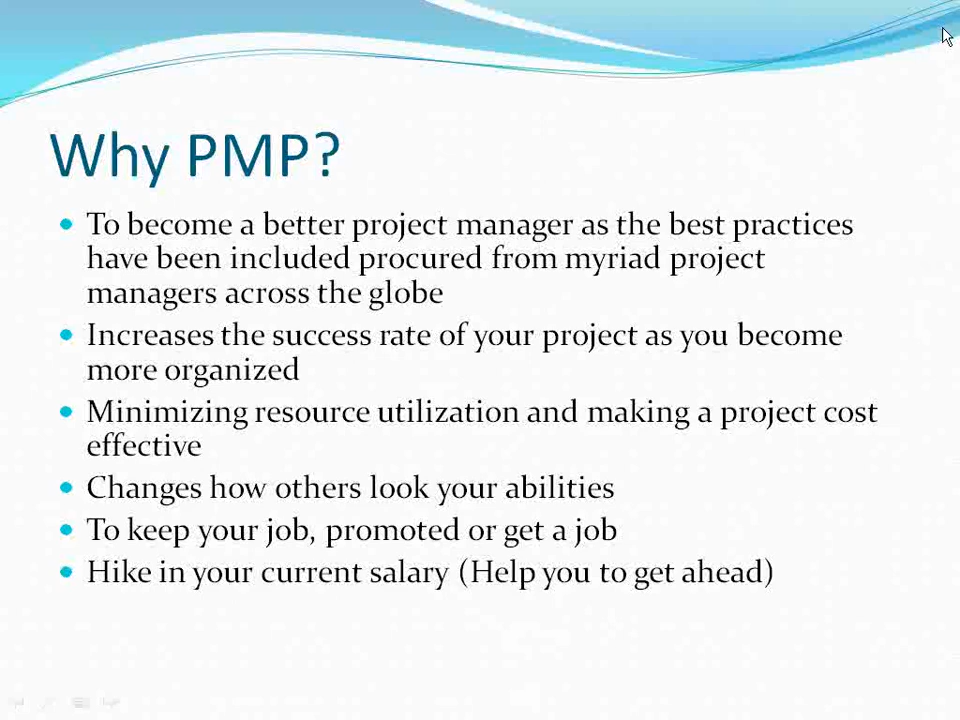 Why PMP?
To become a better project manager as the best practices
have been included procured from myriad project
managers across the globe
Increases the success rate of your project as you become
more organized
Minimizing resource utilization and making a project cost
effective
Changes how others look your abilities
To keep your job, promoted or get a job
Hike in your current salary (Help you to get ahead)